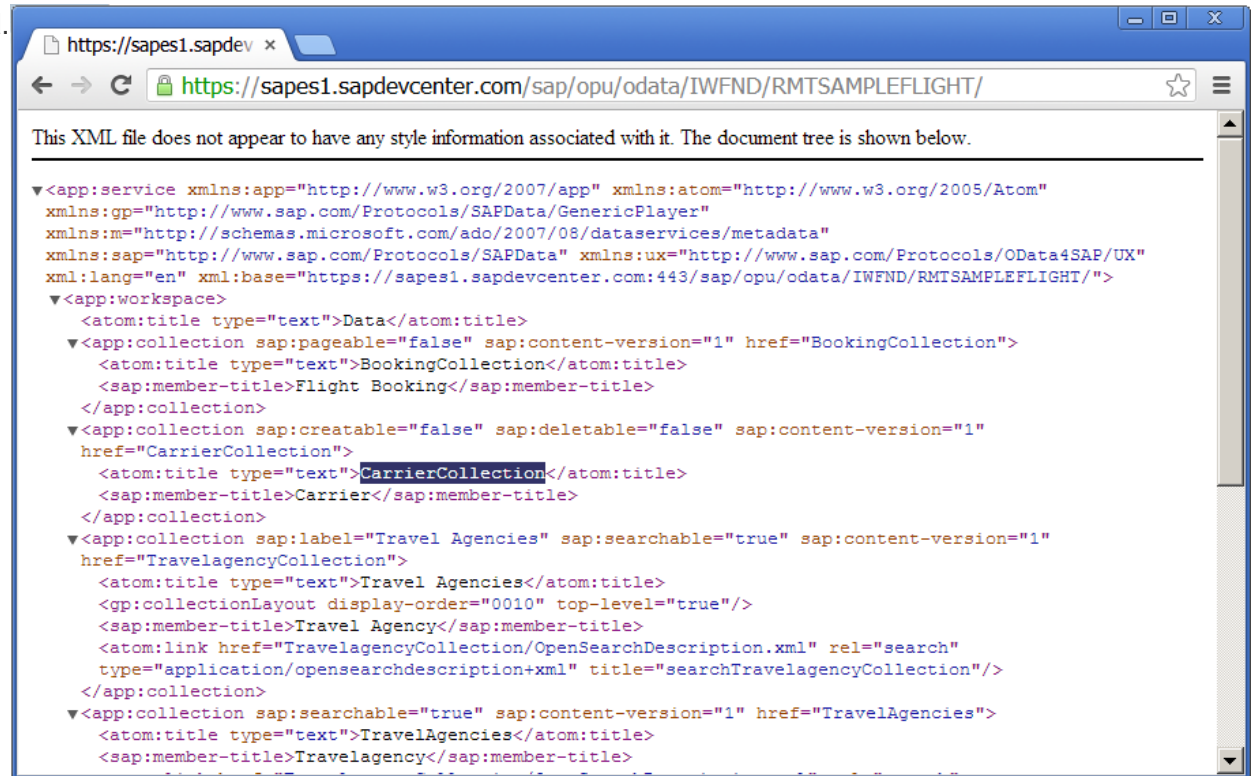 .
https://sapes1.sapdev ×
https://sapes1.sapdevcenter.com/sap/opu/odata/IWFND/RMTSAMPLEFLIGHT/
This XML file does not appear to have any style information associated with it. The document tree is shown below.
▼<app:service xmlns:app="http://www.w3.org/2007/app" xmlns:atom="http://www.w3.org/2005/Atom"
xmlns:gp="http://www.sap.com/Protocols/SAPData/GenericPlayer"
xmlns:m="http://schemas.microsoft.com/ado/2007/08/dataservices/metadata"
xmlns:sap="http://www.sap.com/Protocols/SAPData" xmlns:ux="http://www.sap.com/Protocols/OData4SAP/UX"
xml:lang="en" xml:base="https://sapes1.sapdevcenter.com:443/sap/opu/odata/IWFND/RMTSAMPLEFLIGHT/">
▼<app:workspace>
<atom:title type="text">Data</atom:title>
▼<app:collection sap:pageable="false" sap:content-version="1" href="BookingCollection">
<atom:title type="text">BookingCollection</atom:title>
<sap:member-title>Flight Booking</sap:member-title>
</app:collection>
▼<app:collection sap:creatable="false" sap:deletable="false" sap:content-version="1"
href="CarrierCollection">
<atom:title type="text">CarrierCollection</atom:title>
<sap:member-title>Carrier</sap:member-title>
</app:collection>
▼<app:collection sap:label="Travel Agencies" sap:searchable="true" sap:content-version="1"
href="TravelagencyCollection">
<atom:title type="text">Travel Agencies</atom:title>
<gp:collectionLayout display-order="0010" top-level="true"/>
<sap:member-title>Travel Agency</sap:member-title>
<atom:link href="TravelagencyCollection/OpenSearchDescription.xml" rel="search"
type="application/opensearchdescription+xml" title="searchTravelagencyCollection"/>
</app:collection>
▼<app:collection sap:searchable="true" sap:content-version="1" href="TravelAgencies">
<atom:title type="text">TravelAgencies</atom:title>
<sap:member-title>Travelagency</sap:member-title>